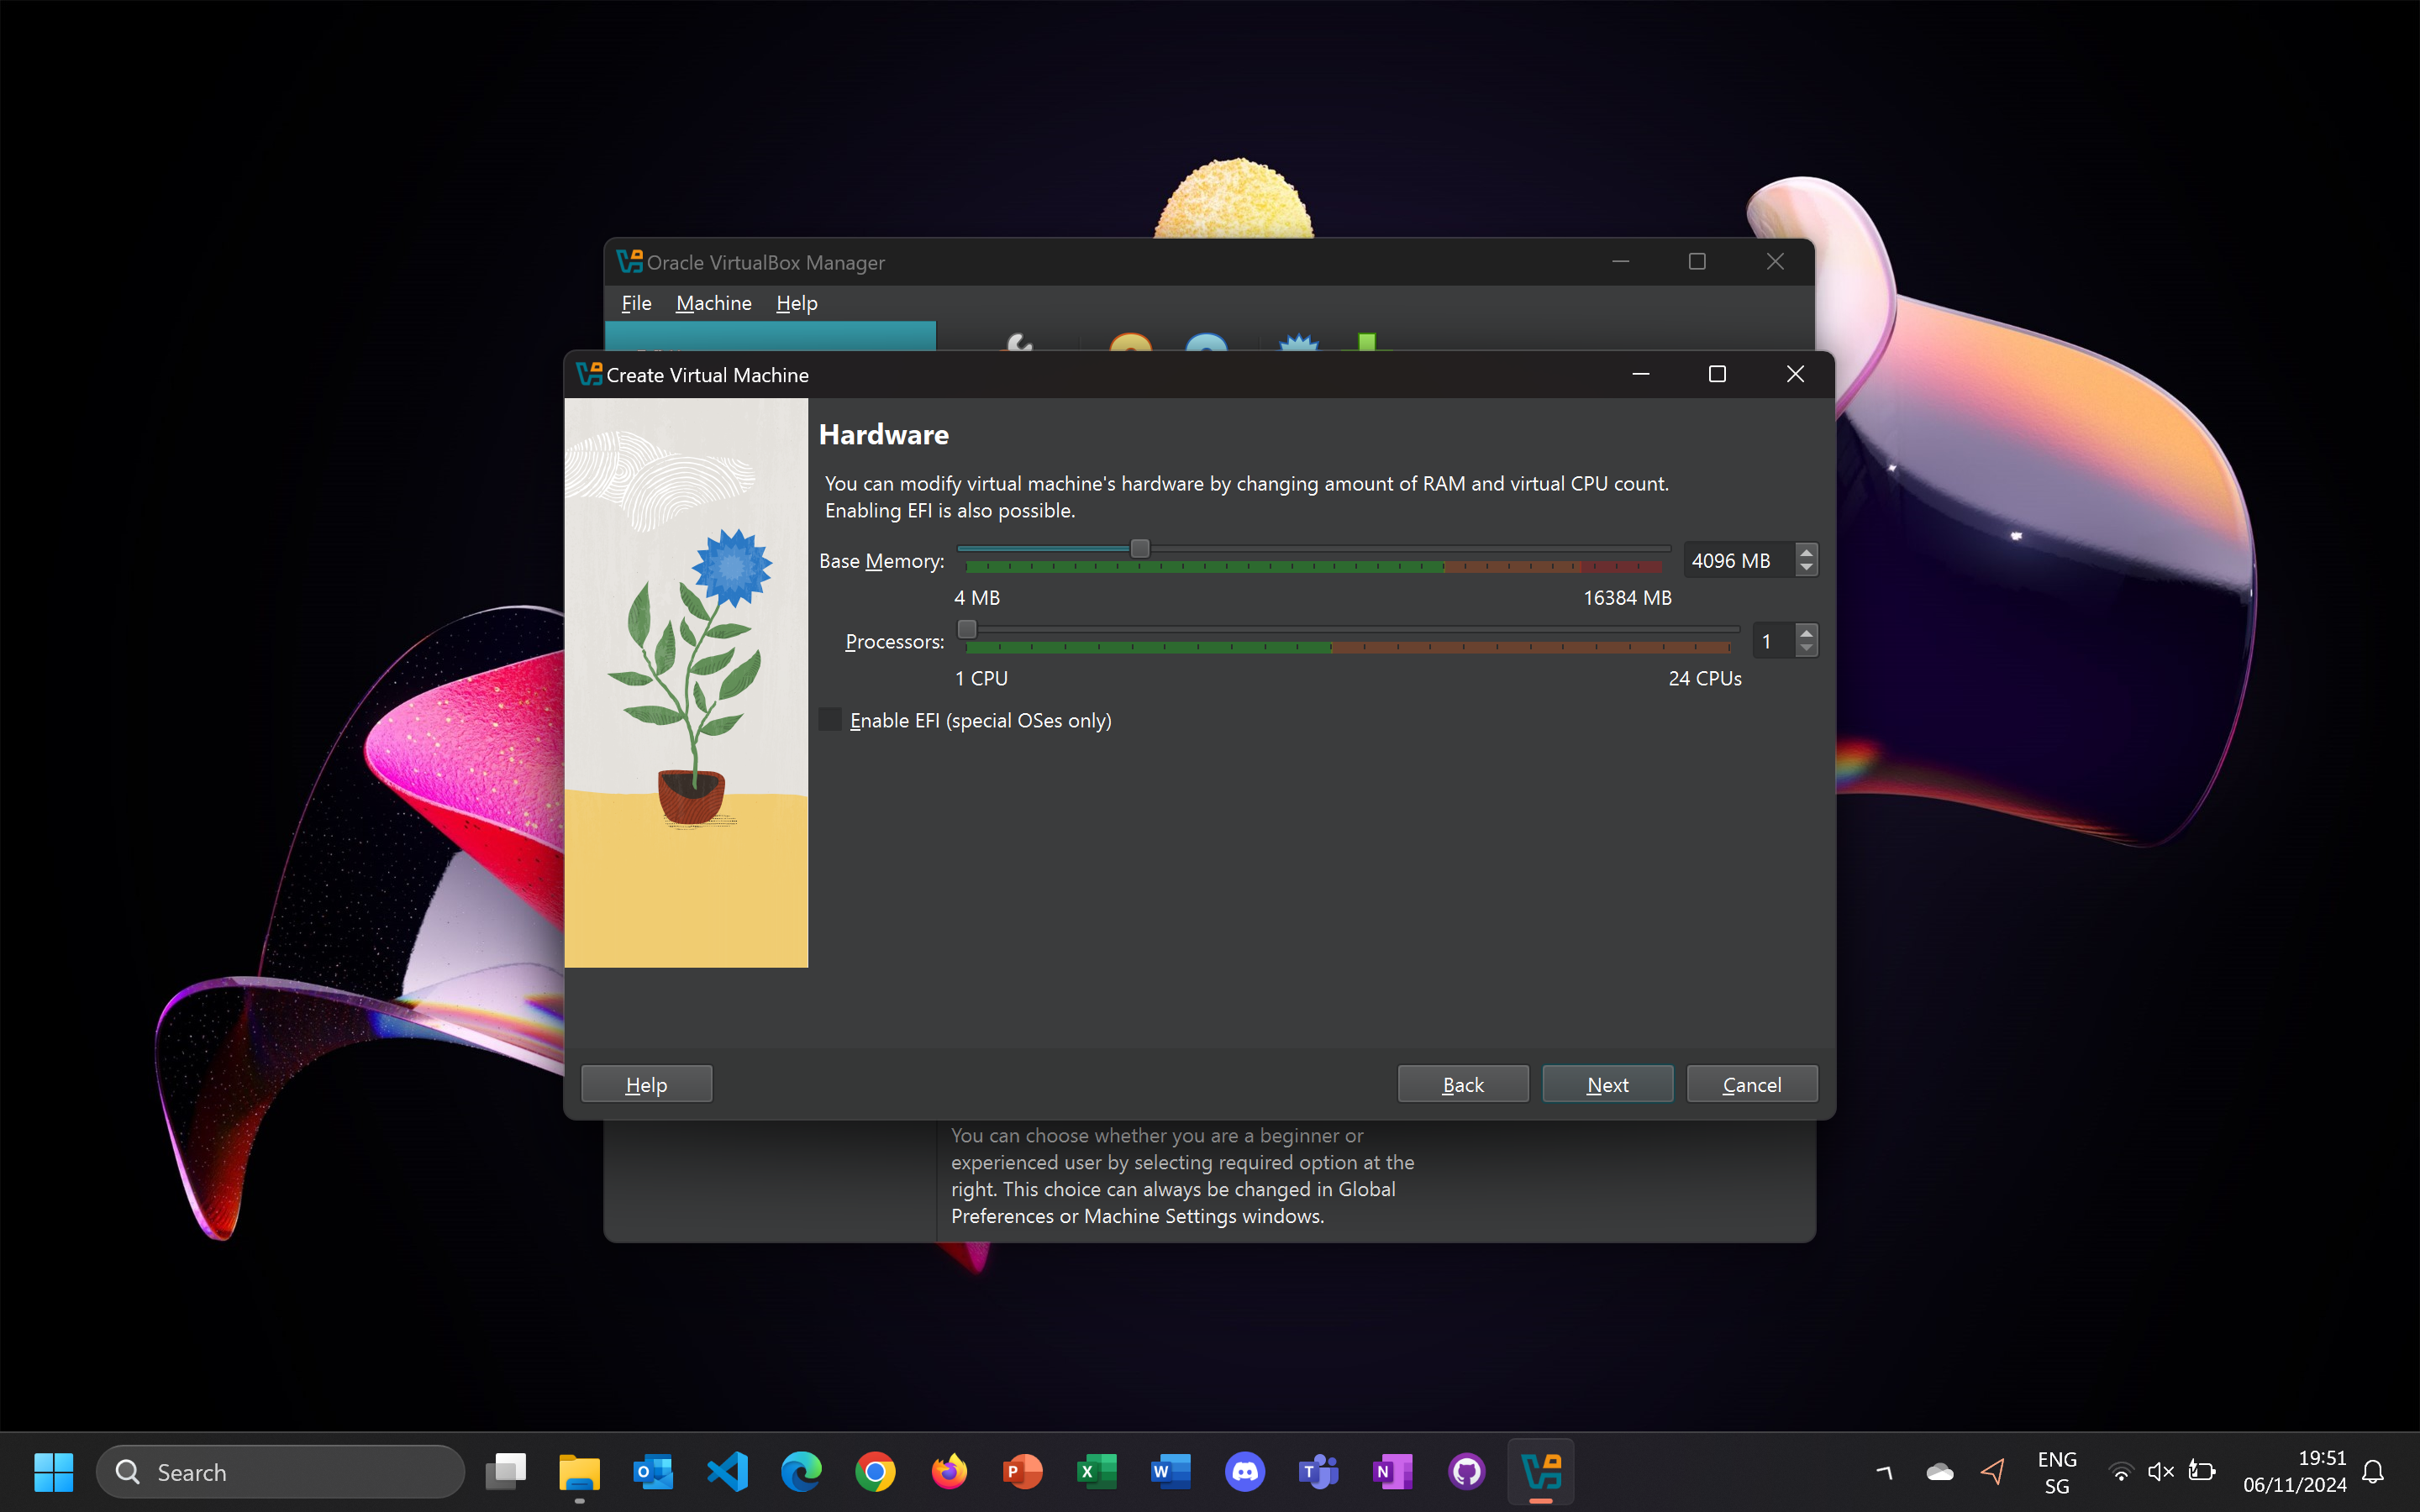 Oracle VirtualBox Manager
File Machine Help
Create Virtual Machine
Hardware
You can modify virtual machine's hardware by changing amount of RAM and virtual CPU count.
Enabling EFI is also possible.
Base Memory: 4096 MB
4 MB 16384 MB
Processors: 1
1 CPU 24 CPUs
Enable EFI (special OSes only)
Help Back Next Cancel
You can choose whether you are a beginner or
experienced user by selecting required option at the
right. This choice can always be changed in Global
Preferences or Machine Settings windows.
Search
ENG
SG
19:51
06/11/2024